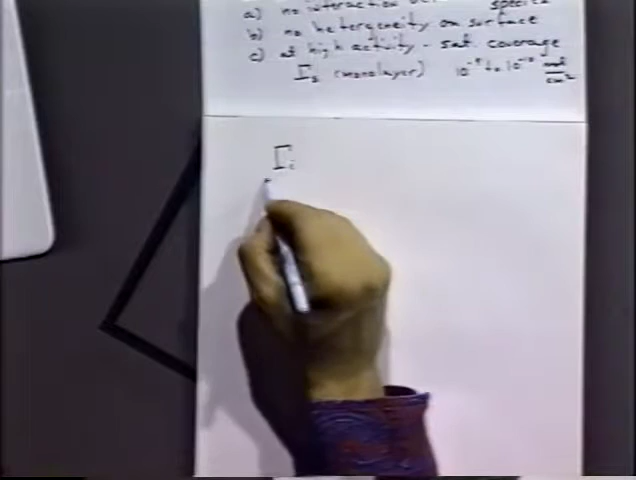 a) no interaction
b) no hetergeneity on surface
c) at high activity - sat. coverage
Γs (monolayer) 10⁻⁹ to 10⁻¹⁰ mol/cm²
Γi